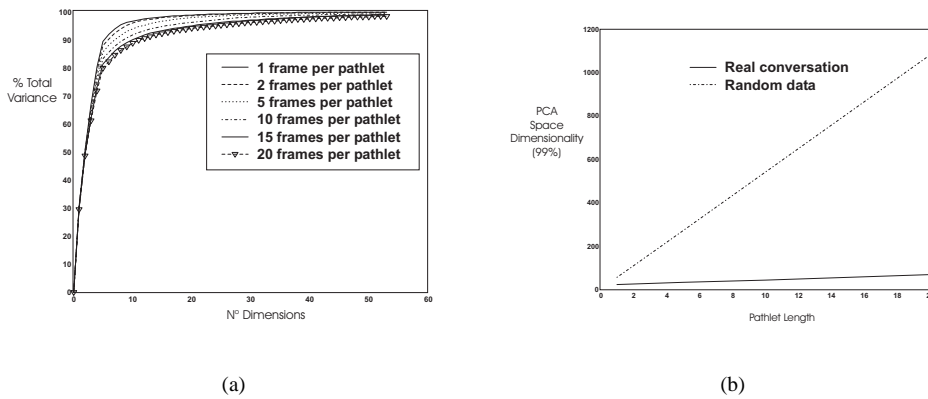 100
90
80
70
60
50
40
30
20
10
0
% Total
Variance
1 frame per pathlet
2 frames per pathlet
5 frames per pathlet
10 frames per pathlet
15 frames per pathlet
20 frames per pathlet
0 10 20 30 40 50 60
Nº Dimensions
(a)
1200
1000
800
600
400
200
0
PCA
Space
Dimensionality
(99%)
Real conversation
Random data
0 2 4 6 8 10 12 14 16 18
Pathlet Length
(b)